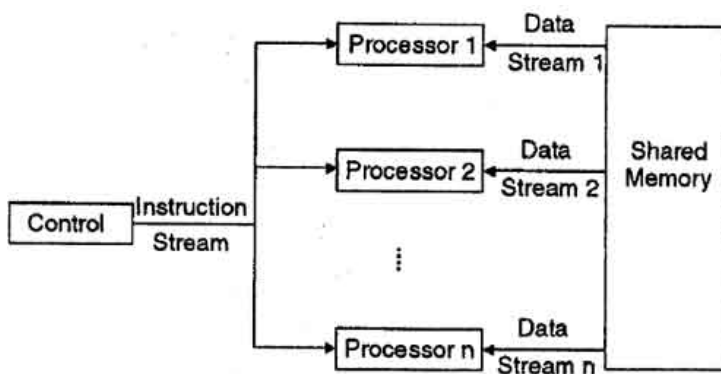 Processor 1
Data
Stream 1
Processor 2
Data
Stream 2
Shared
Memory
Control
Instruction
Stream
Processor n
Data
Stream n